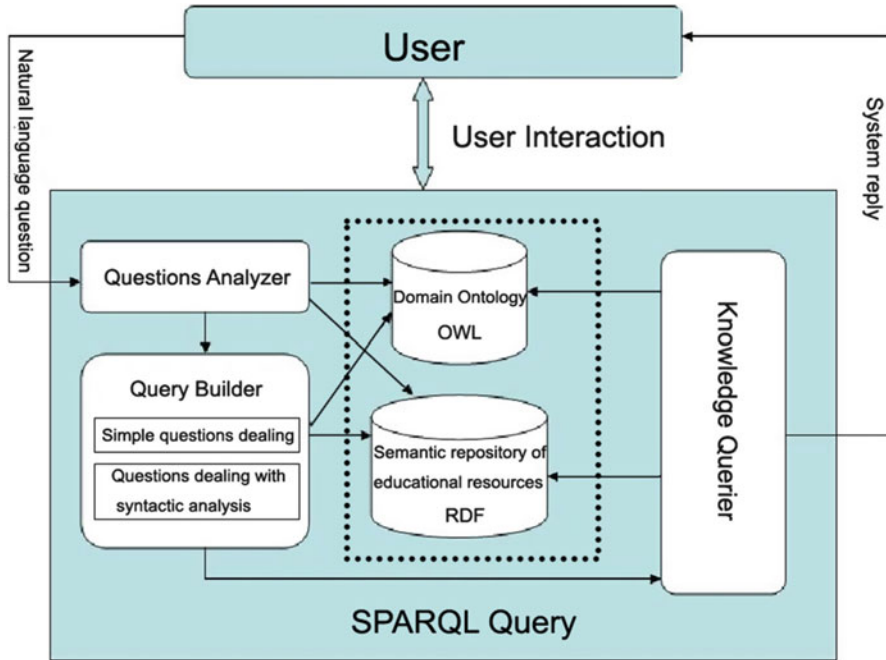 User
User Interaction
Natural language question
System reply
Questions Analyzer
Domain Ontology
OWL
Query Builder
Simple questions dealing
Questions dealing with
syntactic analysis
Semantic repository of
educational resources
RDF
Knowledge Querier
SPARQL Query